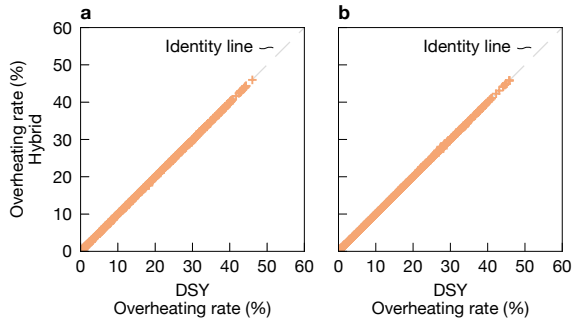 a
b
60
50
40
30
20
10
0
Overheating rate (%)
Hybrid
Identity line
Identity line
0 10 20 30 40 50 60
0 10 20 30 40 50 60
DSY
Overheating rate (%)
DSY
Overheating rate (%)